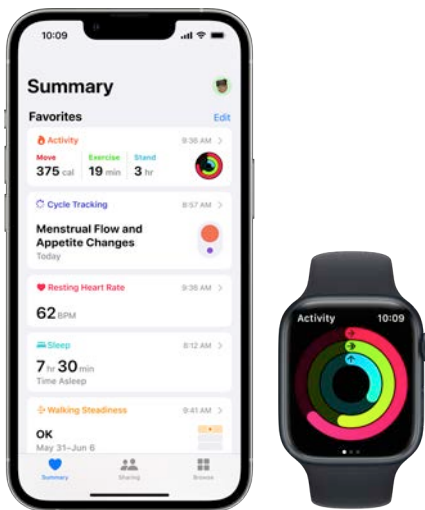 10:09
Summary
Favorites
Edit
Activity
9:36 AM
Move
Exercise
Stand
375 cal
19 min
3 hr
Cycle Tracking
8:57 AM
Menstrual Flow and
Appetite Changes
Today
Resting Heart Rate
9:36 AM
62 BPM
Sleep
8:12 AM
7 hr 30 min
Time Asleep
Walking Steadiness
9:41 AM
OK
May 31–Jun 6
Summary
Sharing
Browse
Activity
10:09